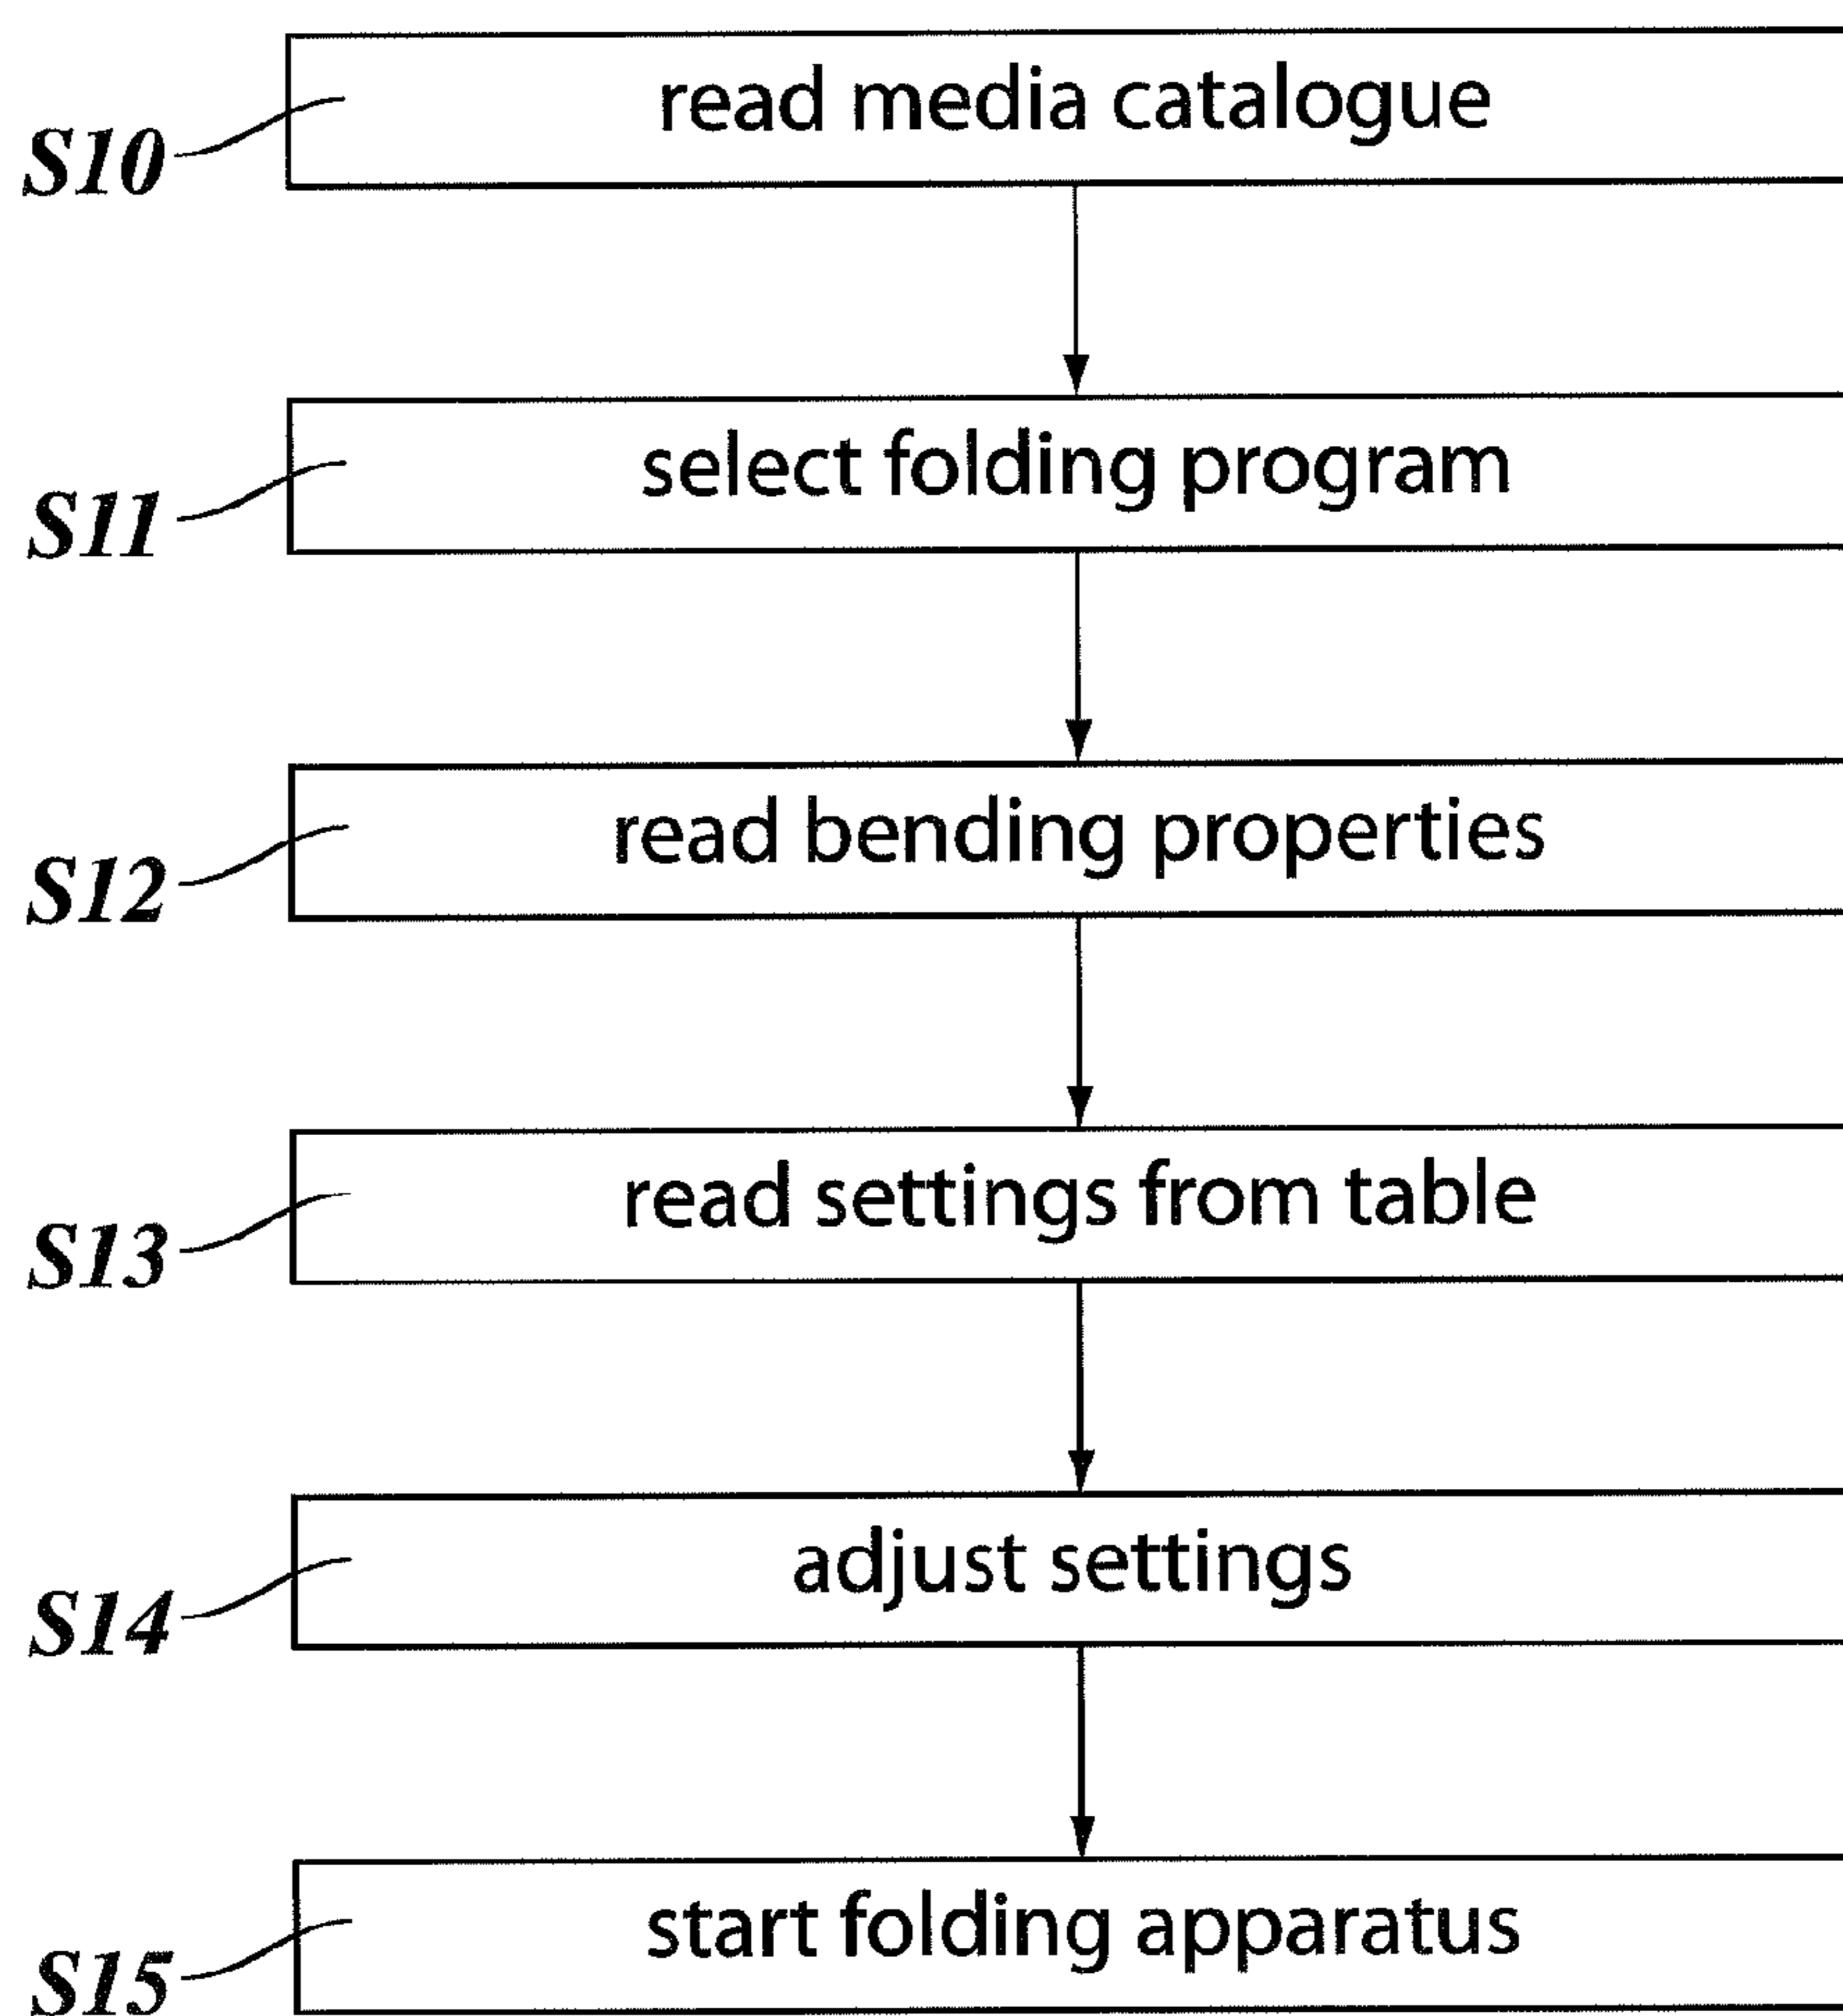 read media catalogue
S10
select folding program
S11
read bending properties
S12
read settings from table
S13
adjust settings
S14
start folding apparatus
S15